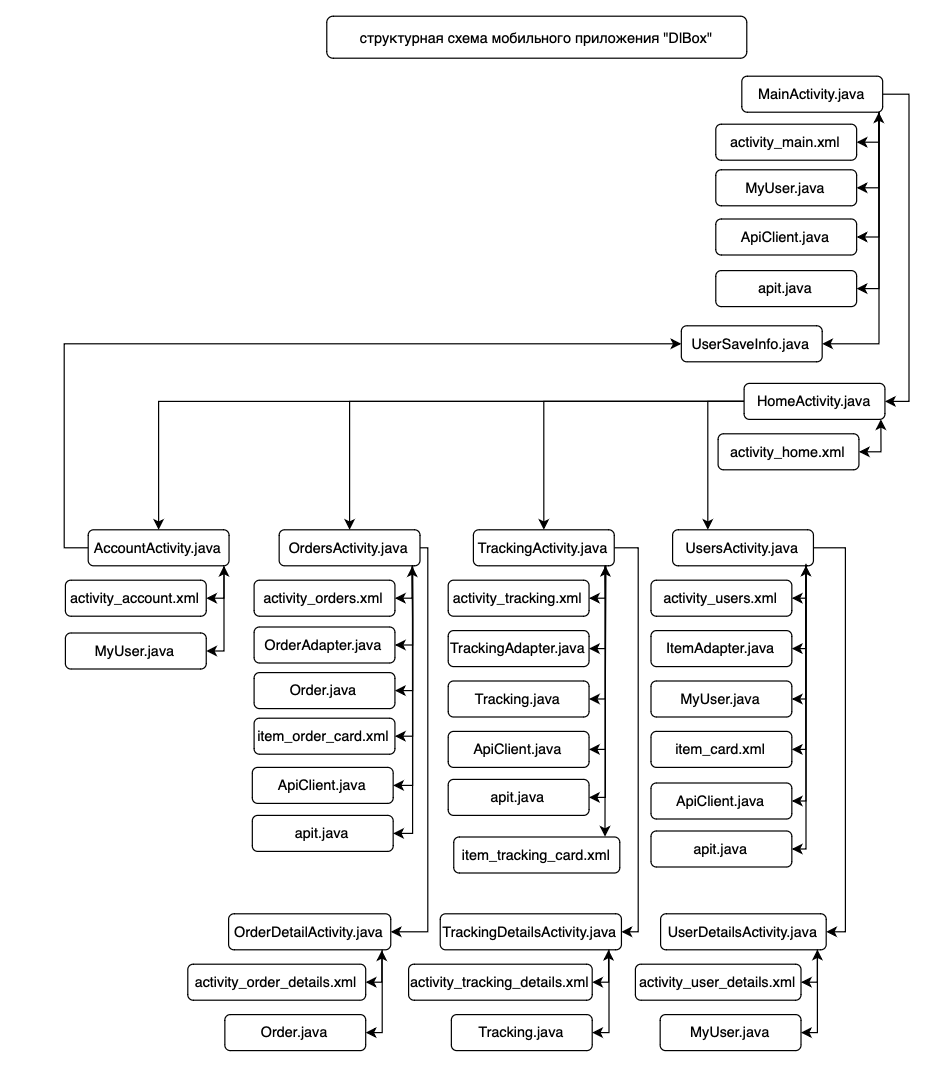 структурная схема мобильного приложения "DlBox"
MainActivity.java
activity_main.xml
MyUser.java
ApiClient.java
apit.java
UserSaveInfo.java
HomeActivity.java
activity_home.xml
AccountActivity.java
activity_account.xml
MyUser.java
OrdersActivity.java
activity_orders.xml
OrderAdapter.java
Order.java
item_order_card.xml
ApiClient.java
apit.java
TrackingActivity.java
activity_tracking.xml
TrackingAdapter.java
Tracking.java
ApiClient.java
apit.java
item_tracking_card.xml
UsersActivity.java
activity_users.xml
ItemAdapter.java
MyUser.java
item_card.xml
ApiClient.java
apit.java
OrderDetailActivity.java
activity_order_details.xml
Order.java
TrackingDetailsActivity.java
activity_tracking_details.xml
Tracking.java
UserDetailsActivity.java
activity_user_details.xml
MyUser.java